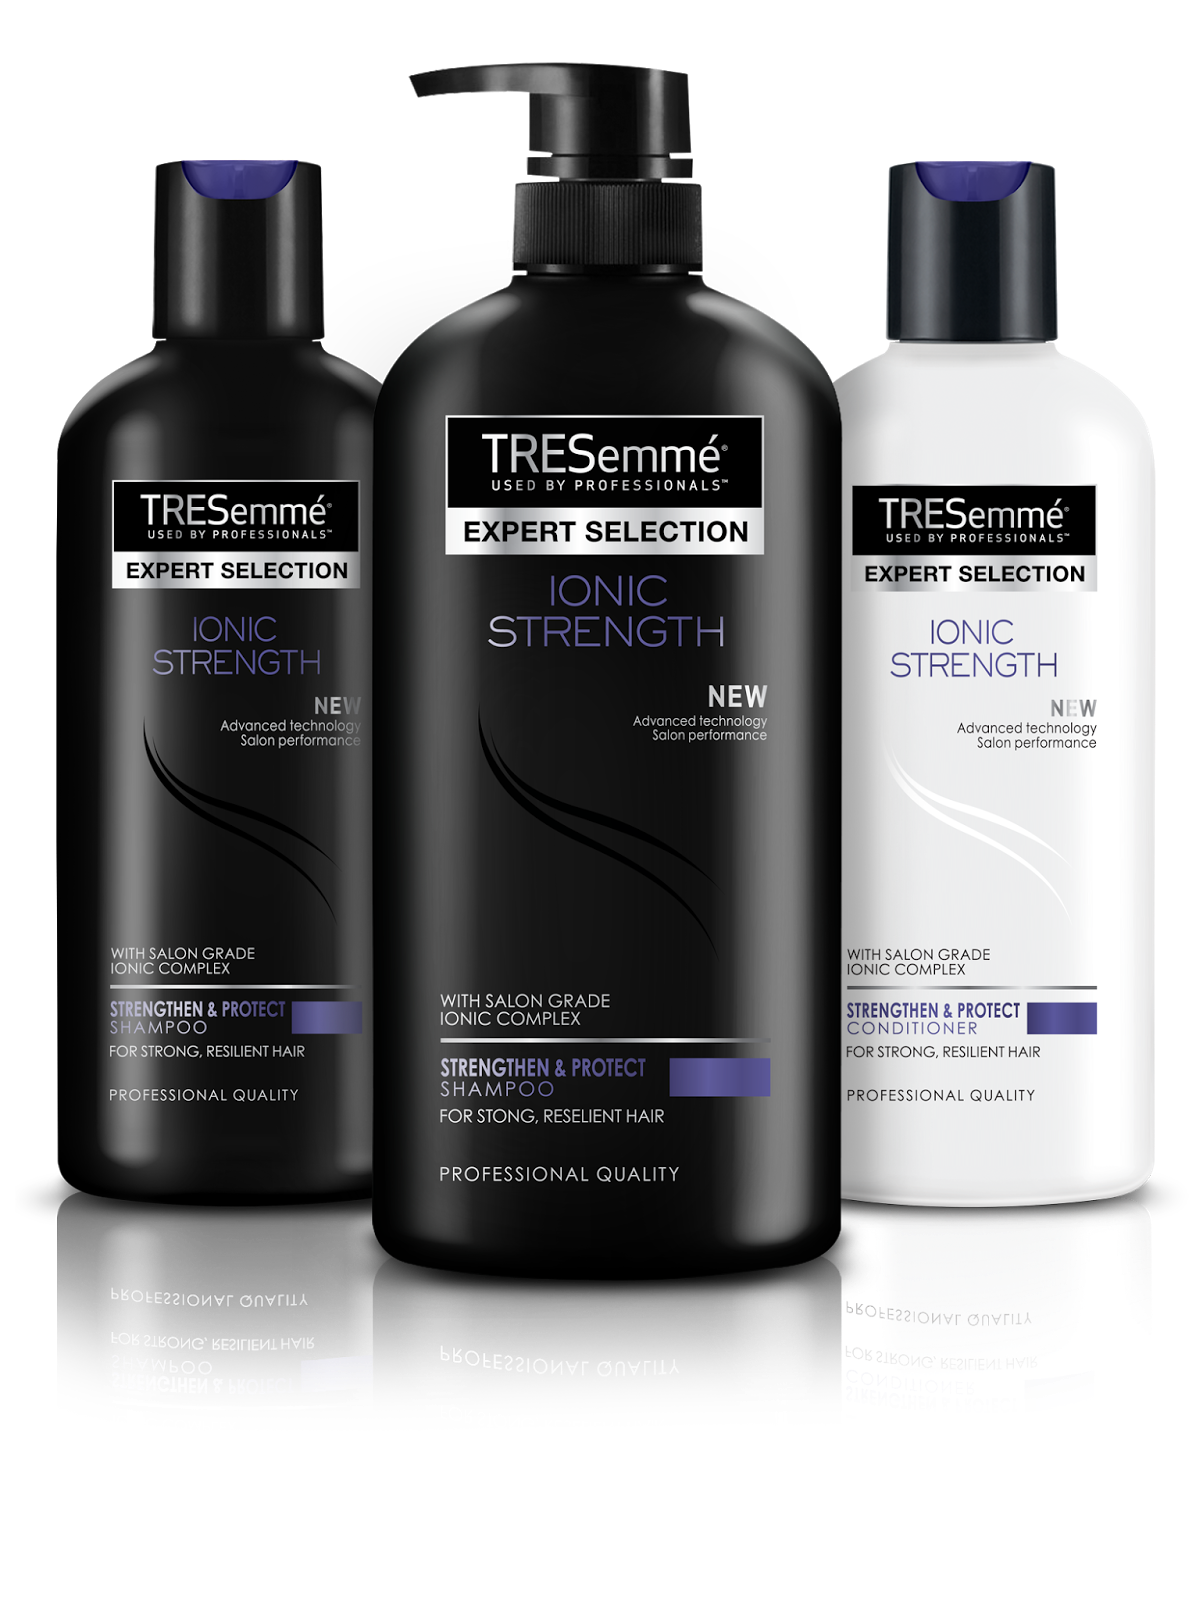 TRESemmé®
USED BY PROFESSIONALS™
EXPERT SELECTION
IONIC
STRENGTH
NEW
Advanced technology
Salon performance
WITH SALON GRADE
IONIC COMPLEX
STRENGTHEN & PROTECT
SHAMPOO
FOR STRONG, RESILIENT HAIR
PROFESSIONAL QUALITY
TRESemmé®
USED BY PROFESSIONALS™
EXPERT SELECTION
IONIC
STRENGTH
NEW
Advanced technology
Salon performance
WITH SALON GRADE
IONIC COMPLEX
STRENGTHEN & PROTECT
SHAMPOO
FOR STONG, RESELIENT HAIR
PROFESSIONAL QUALITY
TRESemmé®
USED BY PROFESSIONALS™
EXPERT SELECTION
IONIC
STRENGTH
NEW
Advanced technology
Salon performance
WITH SALON GRADE
IONIC COMPLEX
STRENGTHEN & PROTECT
CONDITIONER
FOR STRONG, RESILIENT HAIR
PROFESSIONAL QUALITY